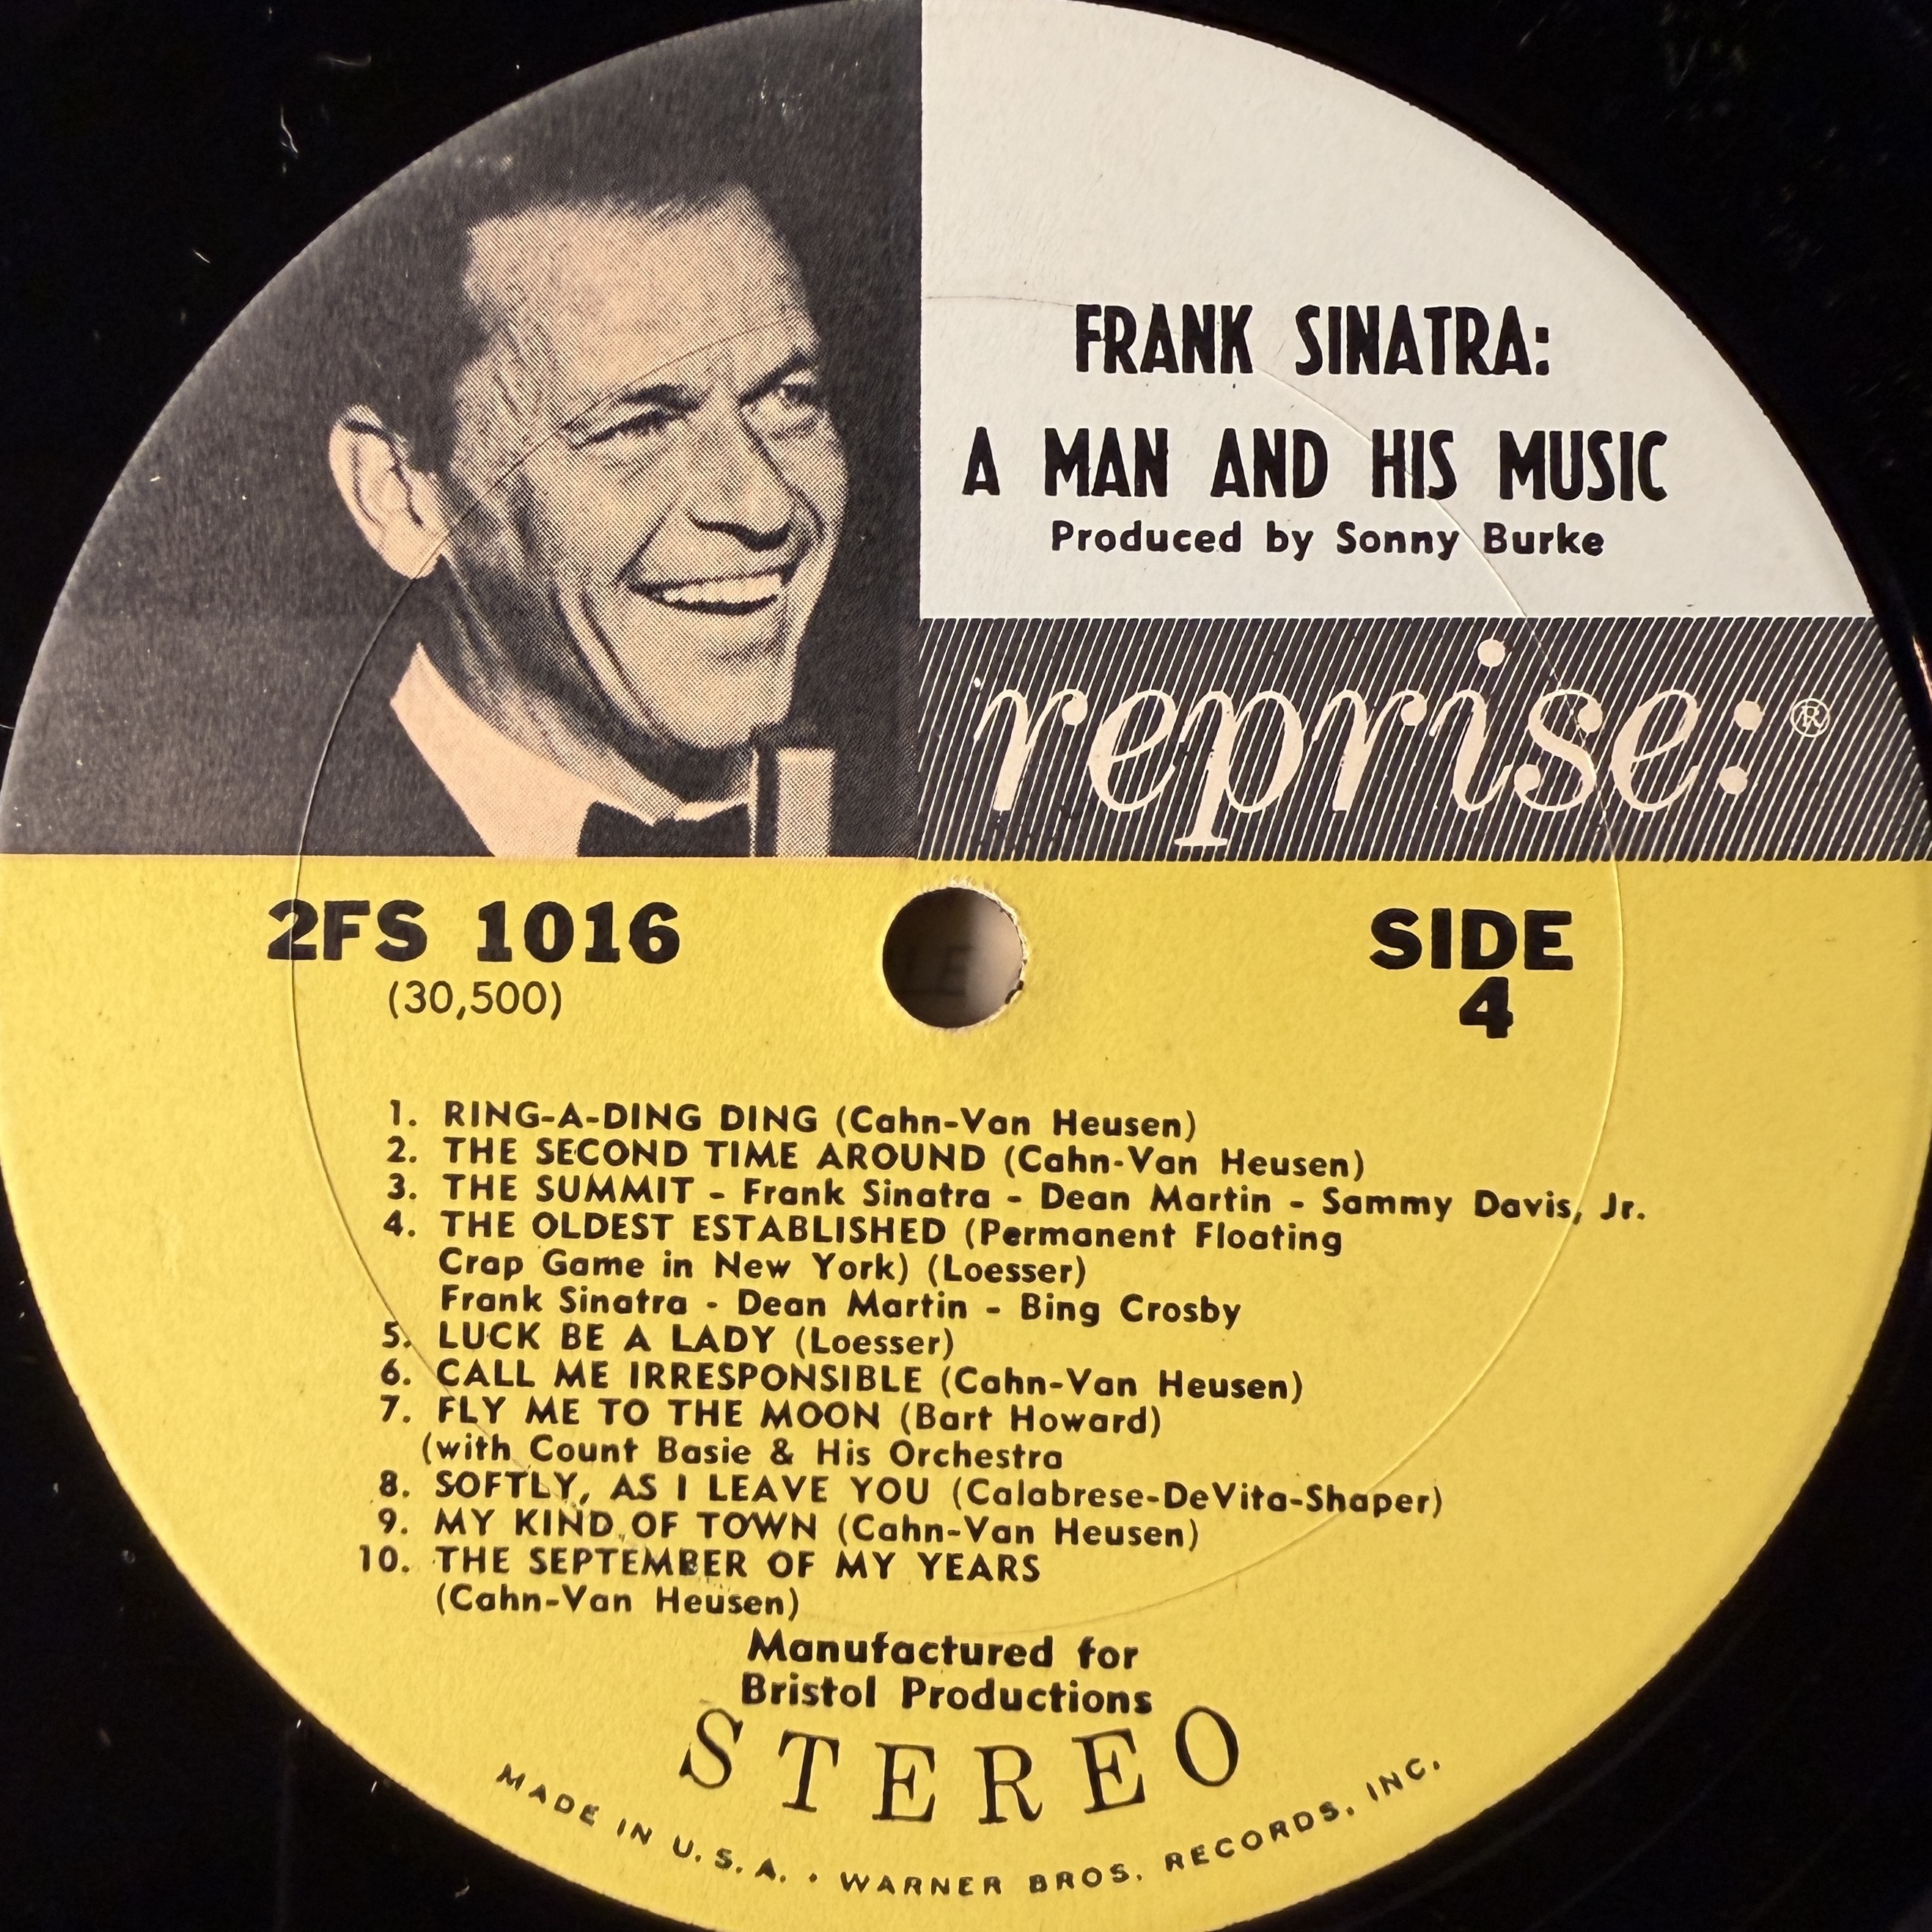 FRANK SINATRA:
A MAN AND HIS MUSIC
Produced by Sonny Burke
reprise:®
2FS 1016
(30,500)
SIDE
4
1. RING-A-DING DING (Cahn-Van Heusen)
2. THE SECOND TIME AROUND (Cahn-Van Heusen)
3. THE SUMMIT - Frank Sinatra - Dean Martin - Sammy Davis, Jr.
4. THE OLDEST ESTABLISHED (Permanent Floating
Crap Game in New York) (Loesser)
Frank Sinatra - Dean Martin - Bing Crosby
5. LUCK BE A LADY (Loesser)
6. CALL ME IRRESPONSIBLE (Cahn-Van Heusen)
7. FLY ME TO THE MOON (Bart Howard)
(with Count Basie & His Orchestra
8. SOFTLY, AS I LEAVE YOU (Calabrese-DeVita-Shaper)
9. MY KIND OF TOWN (Cahn-Van Heusen)
10. THE SEPTEMBER OF MY YEARS
(Cahn-Van Heusen)
Manufactured for
Bristol Productions
STEREO
MADE IN U.S.A. • WARNER BROS. RECORDS, INC.